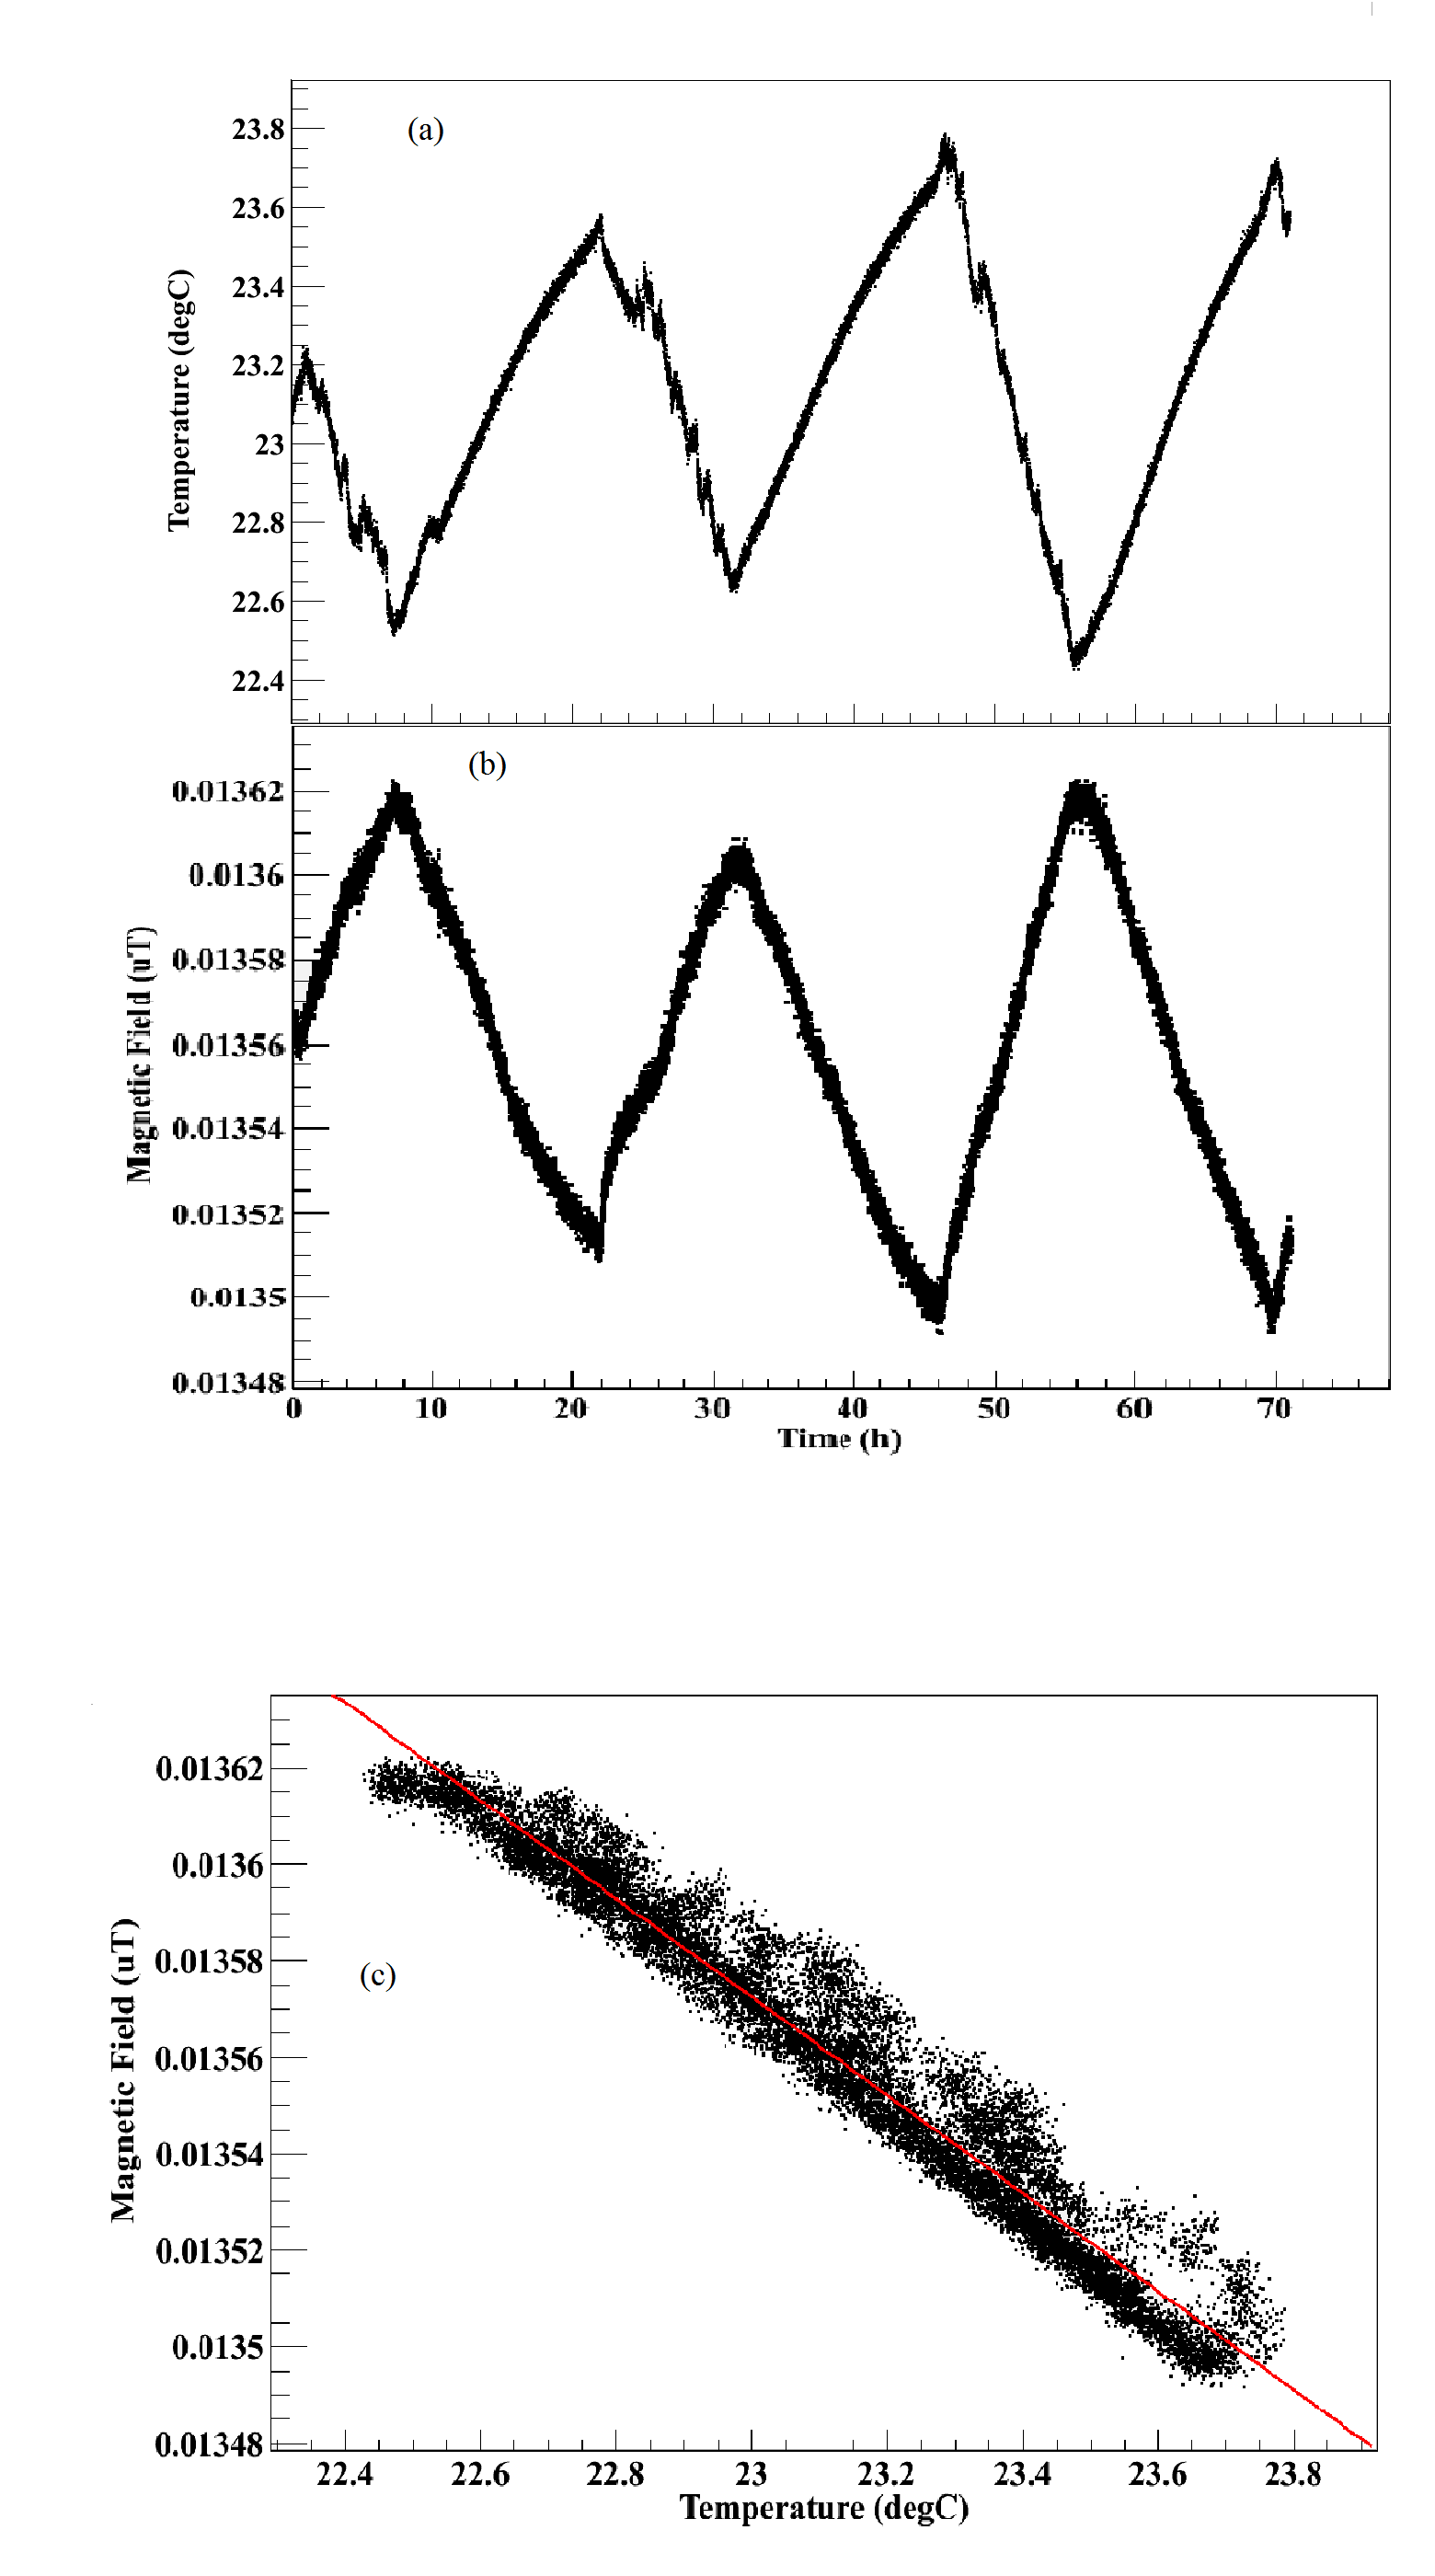 (a)
23.8
23.6
23.4
23.2
23
22.8
22.6
22.4
Temperature (degC)
(b)
0.01362
0.0136
0.01358
0.01356
0.01354
0.01352
0.0135
0.01348
Magnetic Field (uT)
0 10 20 30 40 50 60 70
Time (h)
0.01362
0.0136
0.01358
(c)
0.01356
0.01354
0.01352
0.0135
0.01348
Magnetic Field (uT)
22.4 22.6 22.8 23 23.2 23.4 23.6 23.8
Temperature (degC)